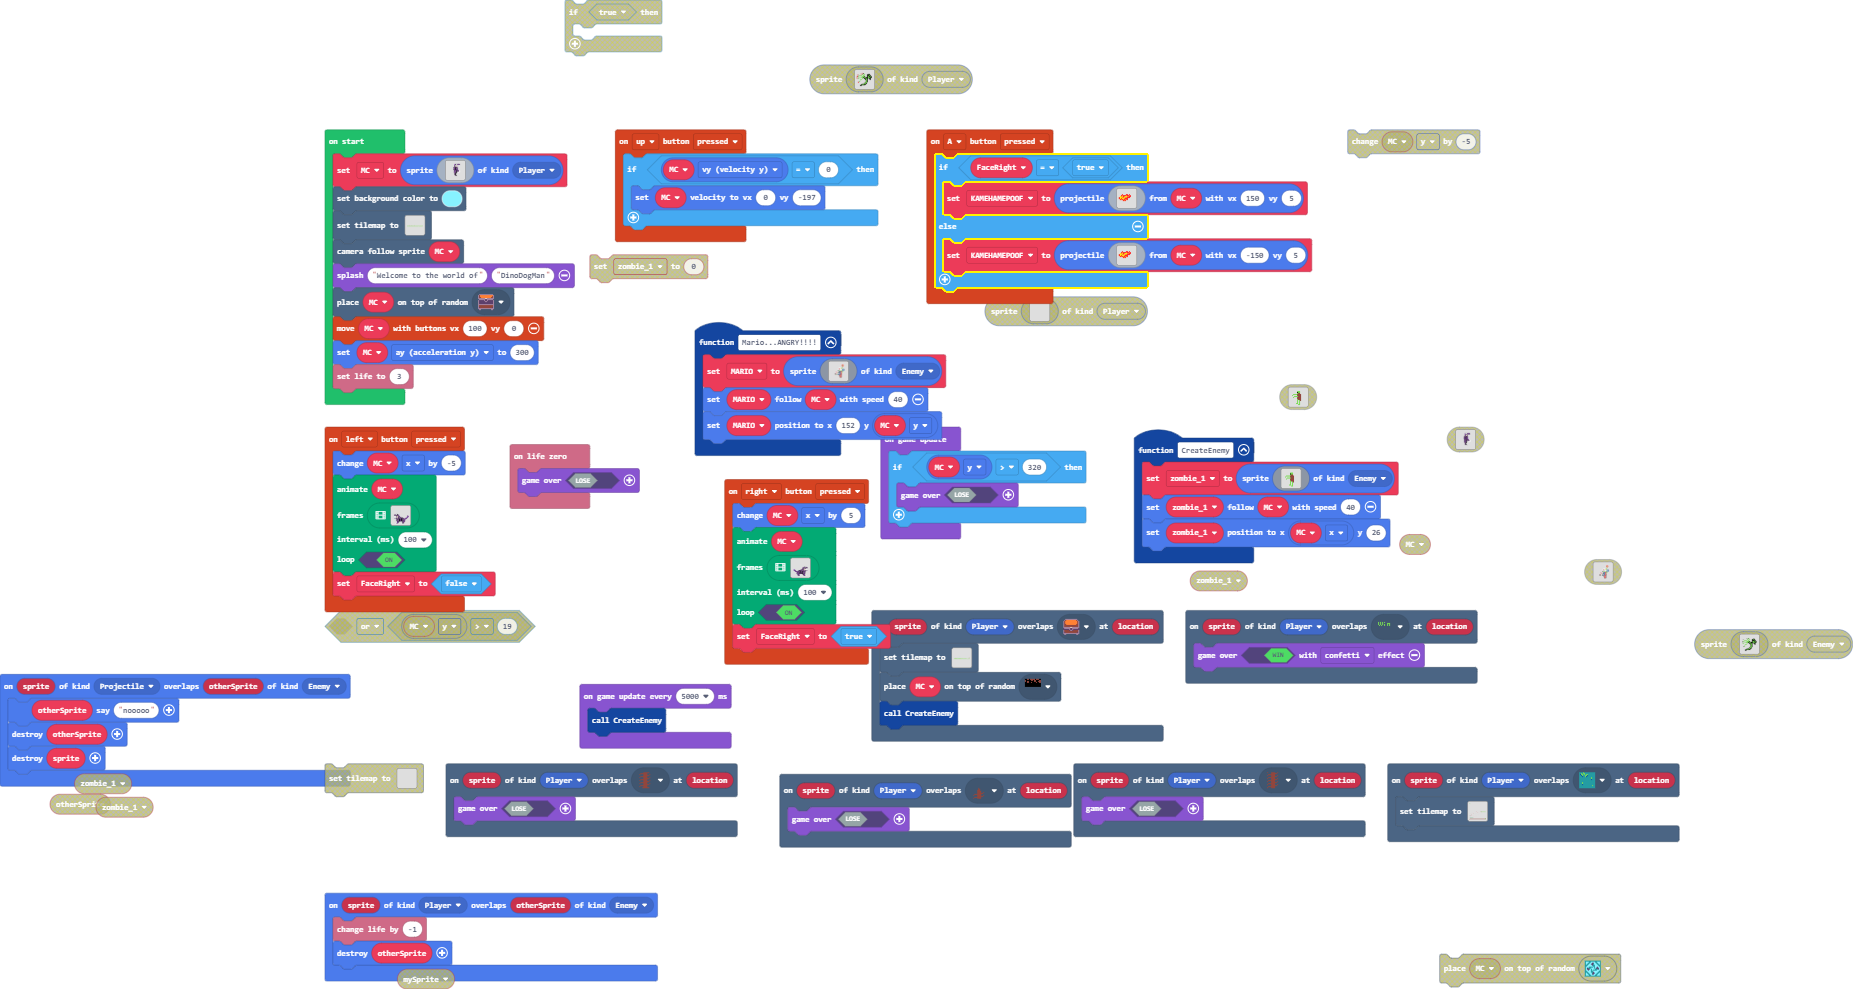 if true then
sprite of kind Player
on start
set MC to sprite of kind Player
set background color to
set tilemap to
camera follow sprite MC
splash "Welcome to the world of" "DinoDogMan"
place MC on top of random
move MC with buttons vx 100 vy 0
set MC ay (acceleration y) to 300
set life to 3
on up button pressed
if MC vy (velocity y) = 0 then
set MC velocity to vx 0 vy -197
set zombie_1 to 0
on A button pressed
if FaceRight = true then
set KAMEHAMEPOOF to projectile from MC with vx 150 vy 5
else
set KAMEHAMEPOOF to projectile from MC with vx -150 vy 5
sprite of kind Player
change MC y by -5
function Mario...ANGRY!!!!
set MARIO to sprite of kind Enemy
set MARIO follow MC with speed 40
set MARIO position to x 152 y MC y
on left button pressed
change MC x by -5
animate MC
frames
interval (ms) 100
loop ON
set FaceRight to false
or MC y > 19
on life zero
game over LOSE
on game update
if MC y > 320 then
game over LOSE
on right button pressed
change MC x by 5
animate MC
frames
interval (ms) 100
loop ON
set FaceRight to true
function CreateEnemy
set zombie_1 to sprite of kind Enemy
set zombie_1 follow MC with speed 40
set zombie_1 position to x MC x y 26
MC
zombie_1
sprite of kind Player overlaps at location
set tilemap to
place MC on top of random
call CreateEnemy
on sprite of kind Player overlaps at location
game over WIN with confetti effect
sprite of kind Enemy
on sprite of kind Projectile overlaps otherSprite of kind Enemy
otherSprite say "nooooo"
destroy otherSprite
destroy sprite
zombie_1
zombie_1
on game update every 5000 ms
call CreateEnemy
set tilemap to
on sprite of kind Player overlaps at location
game over LOSE
on sprite of kind Player overlaps at location
game over LOSE
on sprite of kind Player overlaps at location
game over LOSE
on sprite of kind Player overlaps at location
set tilemap to
on sprite of kind Player overlaps otherSprite of kind Enemy
change life by -1
destroy otherSprite
mySprite
place MC on top of random